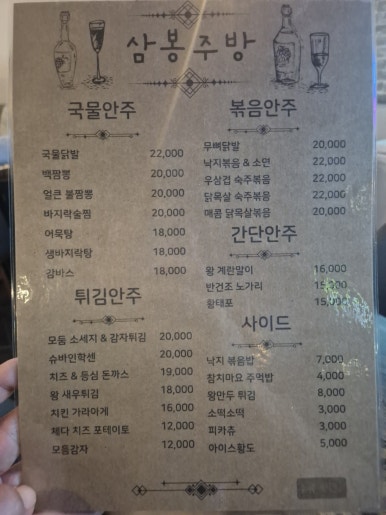 삼봉주방
국물안주
국물닭발 22,000
백짬뽕 20,000
얼큰 불짬뽕 20,000
바지락술찜 20,000
어묵탕 18,000
생바지락탕 18,000
감바스 18,000
튀김안주
모둠 소세지 & 감자튀김 20,000
슈바인학센 20,000
치즈 & 등심 돈까스 19,000
왕 새우튀김 18,000
치킨 가라아게 16,000
체다 치즈 포테이토 12,000
모듬감자 12,000
볶음안주
무뼈닭발 20,000
낙지볶음 & 소면 22,000
우삼겹 숙주볶음 22,000
닭목살 숙주볶음 20,000
매콤 닭목살볶음 20,000
간단안주
왕 계란말이 16,000
반건조 노가리 15,000
황태포 15,000
사이드
낙지 볶음밥 7,000
참치마요 주먹밥 4,000
왕만두 튀김 8,000
소떡소떡 3,000
피카츄 3,000
아이스황도 5,000